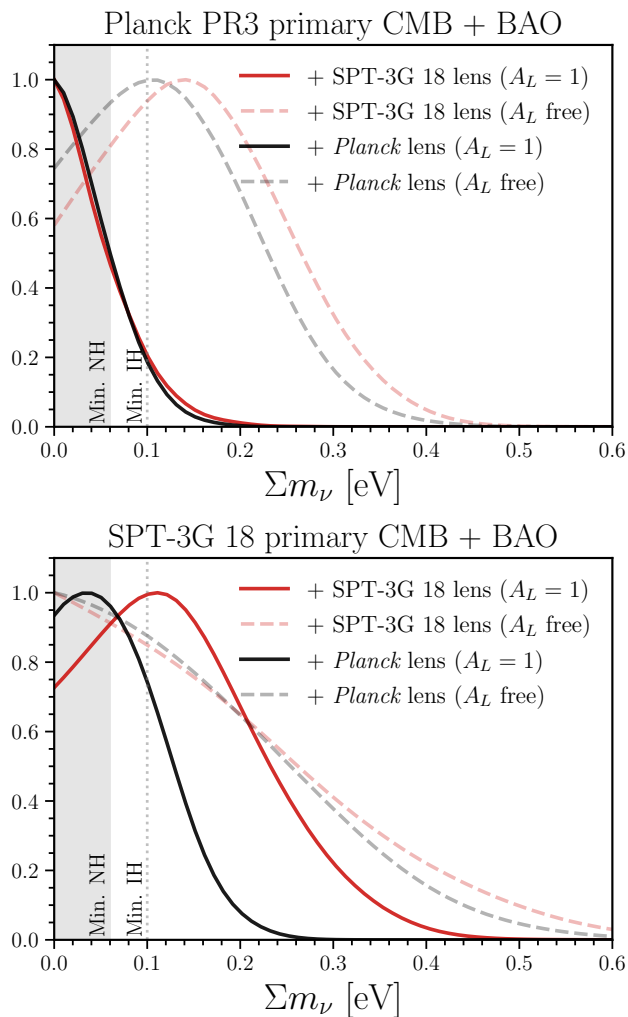 Planck PR3 primary CMB + BAO
+ SPT-3G 18 lens (A_L = 1)
+ SPT-3G 18 lens (A_L free)
+ Planck lens (A_L = 1)
+ Planck lens (A_L free)
1.0
0.8
0.6
0.4
0.2
0.0
Min. NH
Min. IH
0.0 0.1 0.2 0.3 0.4 0.5 0.6
Σm_ν [eV]
SPT-3G 18 primary CMB + BAO
+ SPT-3G 18 lens (A_L = 1)
+ SPT-3G 18 lens (A_L free)
+ Planck lens (A_L = 1)
+ Planck lens (A_L free)
1.0
0.8
0.6
0.4
0.2
0.0
Min. NH
Min. IH
0.0 0.1 0.2 0.3 0.4 0.5 0.6
Σm_ν [eV]